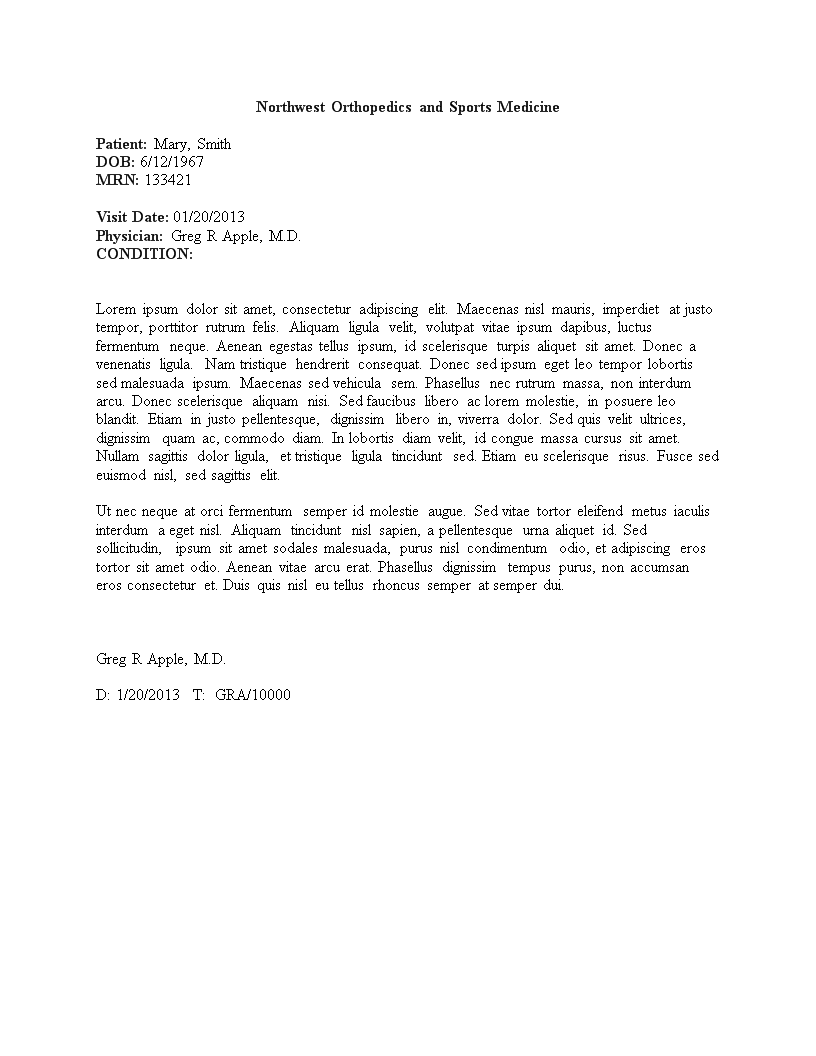 Northwest Orthopedics and Sports Medicine
Patient: Mary, Smith
DOB: 6/12/1967
MRN: 133421
Visit Date: 01/20/2013
Physician: Greg R Apple, M.D.
CONDITION:
Lorem ipsum dolor sit amet, consectetur adipiscing elit. Maecenas nisl mauris, imperdiet at justo
tempor, porttitor rutrum felis. Aliquam ligula velit, volutpat vitae ipsum dapibus, luctus
fermentum neque. Aenean egestas tellus ipsum, id scelerisque turpis aliquet sit amet. Donec a
venenatis ligula. Nam tristique hendrerit consequat. Donec sed ipsum eget leo tempor lobortis
sed malesuada ipsum. Maecenas sed vehicula sem. Phasellus nec rutrum massa, non interdum
arcu. Donec scelerisque aliquam nisi. Sed faucibus libero ac lorem molestie, in posuere leo
blandit. Etiam in justo pellentesque, dignissim libero in, viverra dolor. Sed quis velit ultrices,
dignissim quam ac, commodo diam. In lobortis diam velit, id congue massa cursus sit amet.
Nullam sagittis dolor ligula, et tristique ligula tincidunt sed. Etiam eu scelerisque risus. Fusce sed
euismod nisl, sed sagittis elit.
Ut nec neque at orci fermentum semper id molestie augue. Sed vitae tortor eleifend metus iaculis
interdum a eget nisl. Aliquam tincidunt nisl sapien, a pellentesque urna aliquet id. Sed
sollicitudin, ipsum sit amet sodales malesuada, purus nisl condimentum odio, et adipiscing eros
tortor sit amet odio. Aenean vitae arcu erat. Phasellus dignissim tempus purus, non accumsan
eros consectetur et. Duis quis nisl eu tellus rhoncus semper at semper dui.
Greg R Apple, M.D.
D: 1/20/2013 T: GRA/10000